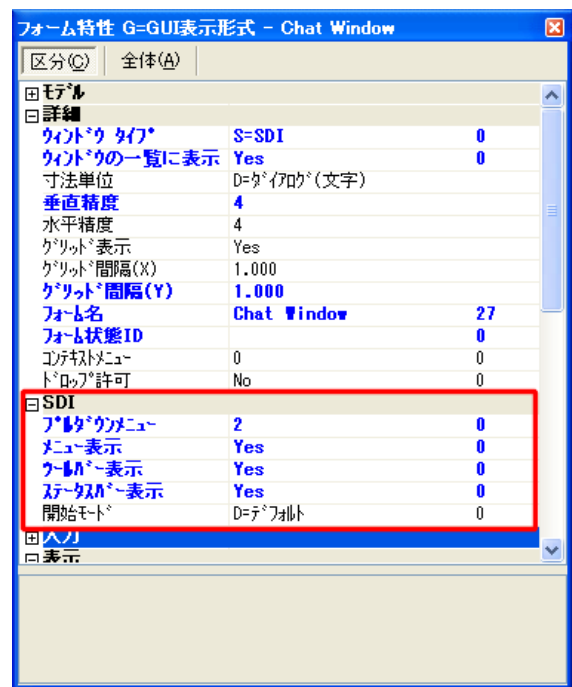 フォーム特性 G=GUI表示形式 - Chat Window
区分(C) 全体(A)
ﾓﾃﾞﾙ
詳細
ｳｨﾝﾄﾞｳ ﾀｲﾌﾟ S=SDI 0
ｳｨﾝﾄﾞｳの一覧に表示 Yes 0
寸法単位 D=ﾀﾞｲｱﾛｸﾞ(文字)
垂直精度 4
水平精度 4
ｸﾞﾘｯﾄﾞ表示 Yes
ｸﾞﾘｯﾄﾞ間隔(X) 1.000
ｸﾞﾘｯﾄﾞ間隔(Y) 1.000
ﾌｫｰﾑ名 Chat Window 27
ﾌｫｰﾑ状態ID 0
ｺﾝﾃｷｽﾄﾒﾆｭｰ 0 0
ﾄﾞﾛｯﾌﾟ許可 No 0
SDI
ﾌﾟﾙﾀﾞｳﾝﾒﾆｭｰ 2 0
ﾒﾆｭｰ表示 Yes 0
ﾂｰﾙﾊﾞｰ表示 Yes 0
ｽﾃｰﾀｽﾊﾞｰ表示 Yes 0
開始ﾓｰﾄﾞ D=ﾃﾞﾌｫﾙﾄ 0
入力
表示